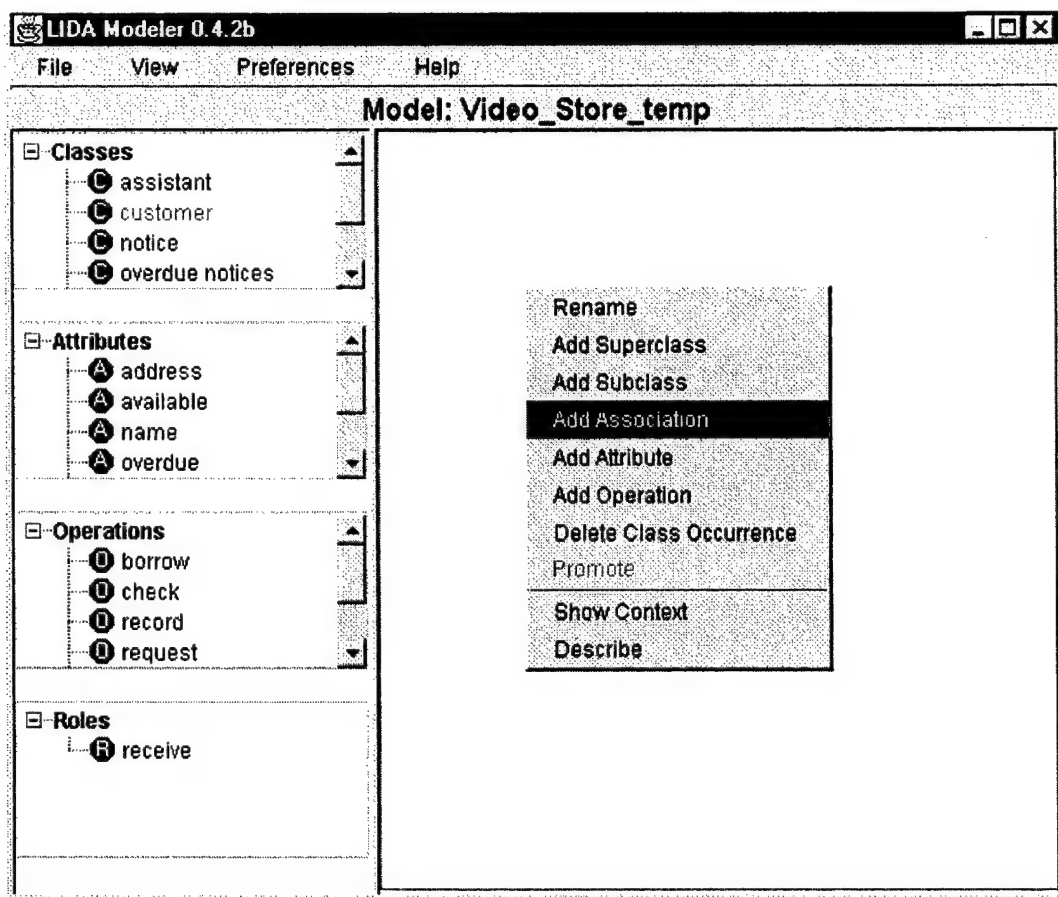 LIDA Modeler 0.4.2b
File View Preferences Help
Model: Video_Store_temp
Classes
C assistant
C customer
C notice
C overdue notices
Attributes
A address
A available
A name
A overdue
Operations
O borrow
O check
O record
O request
Roles
R receive
Rename
Add Superclass
Add Subclass
Add Association
Add Attribute
Add Operation
Delete Class Occurrence
Promote
Show Context
Describe